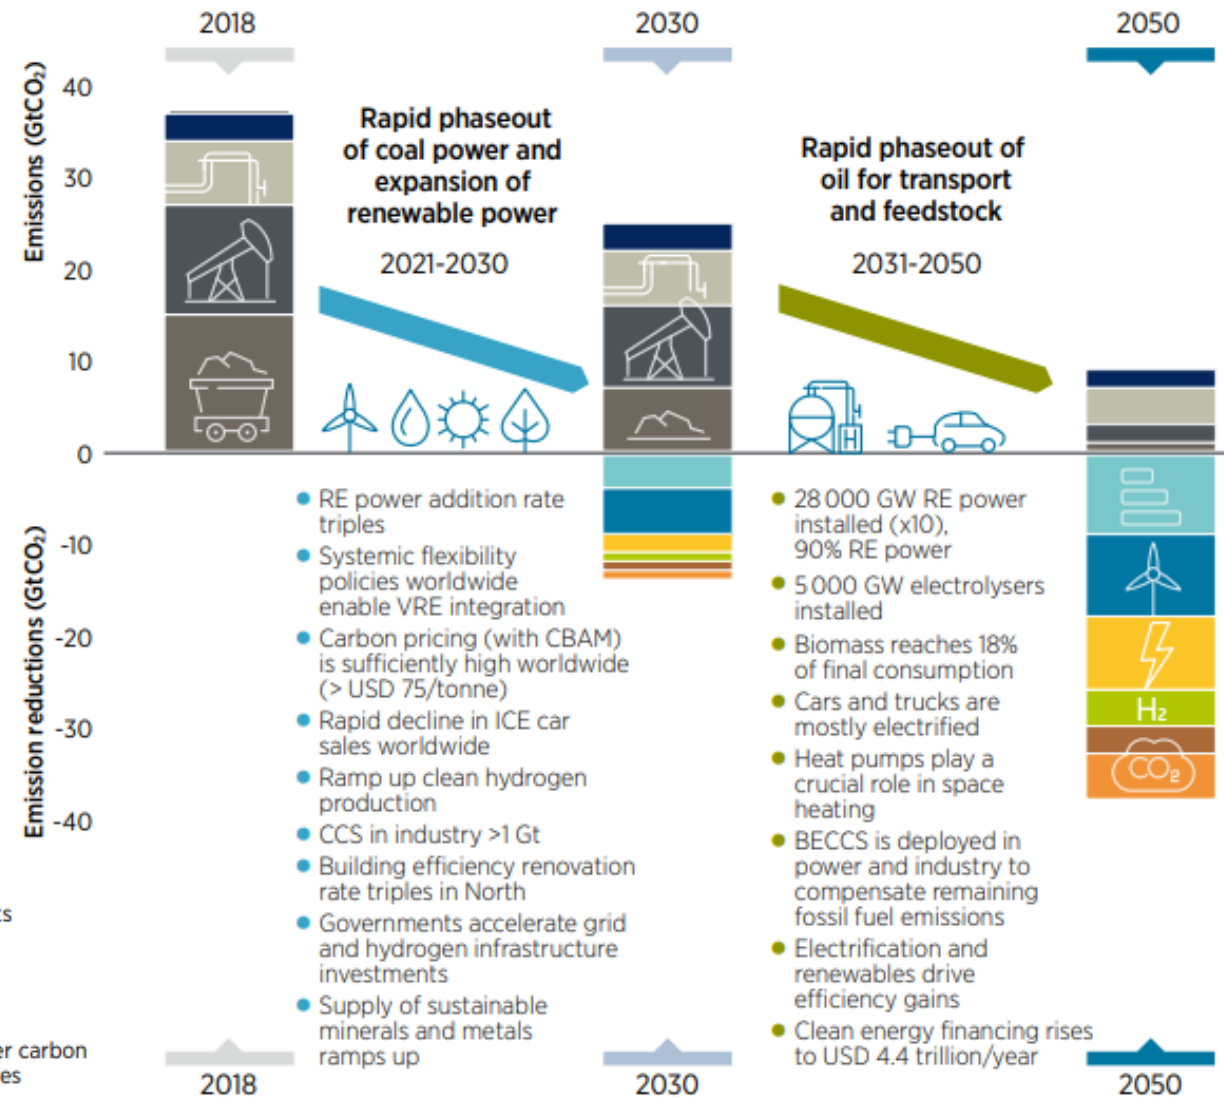 2018
2030
2050
Emissions (GtCO₂)
40
30
20
10
0
Rapid phaseout
of coal power and
expansion of
renewable power
2021-2030
Rapid phaseout of
oil for transport
and feedstock
2031-2050
H
Emission reductions (GtCO₂)
-10
-20
-30
-40
RE power addition rate
triples
Systemic flexibility
policies worldwide
enable VRE integration
Carbon pricing (with CBAM)
is sufficiently high worldwide
(> USD 75/tonne)
Rapid decline in ICE car
sales worldwide
Ramp up clean hydrogen
production
CCS in industry >1 Gt
Building efficiency renovation
rate triples in North
Governments accelerate grid
and hydrogen infrastructure
investments
Supply of sustainable
minerals and metals
ramps up
28 000 GW RE power
installed (x10),
90% RE power
5 000 GW electrolysers
installed
Biomass reaches 18%
of final consumption
Cars and trucks are
mostly electrified
Heat pumps play a
crucial role in space
heating
BECCS is deployed in
power and industry to
compensate remaining
fossil fuel emissions
Electrification and
renewables drive
efficiency gains
Clean energy financing rises
to USD 4.4 trillion/year
H₂
CO₂
carbon
2018
2030
2050